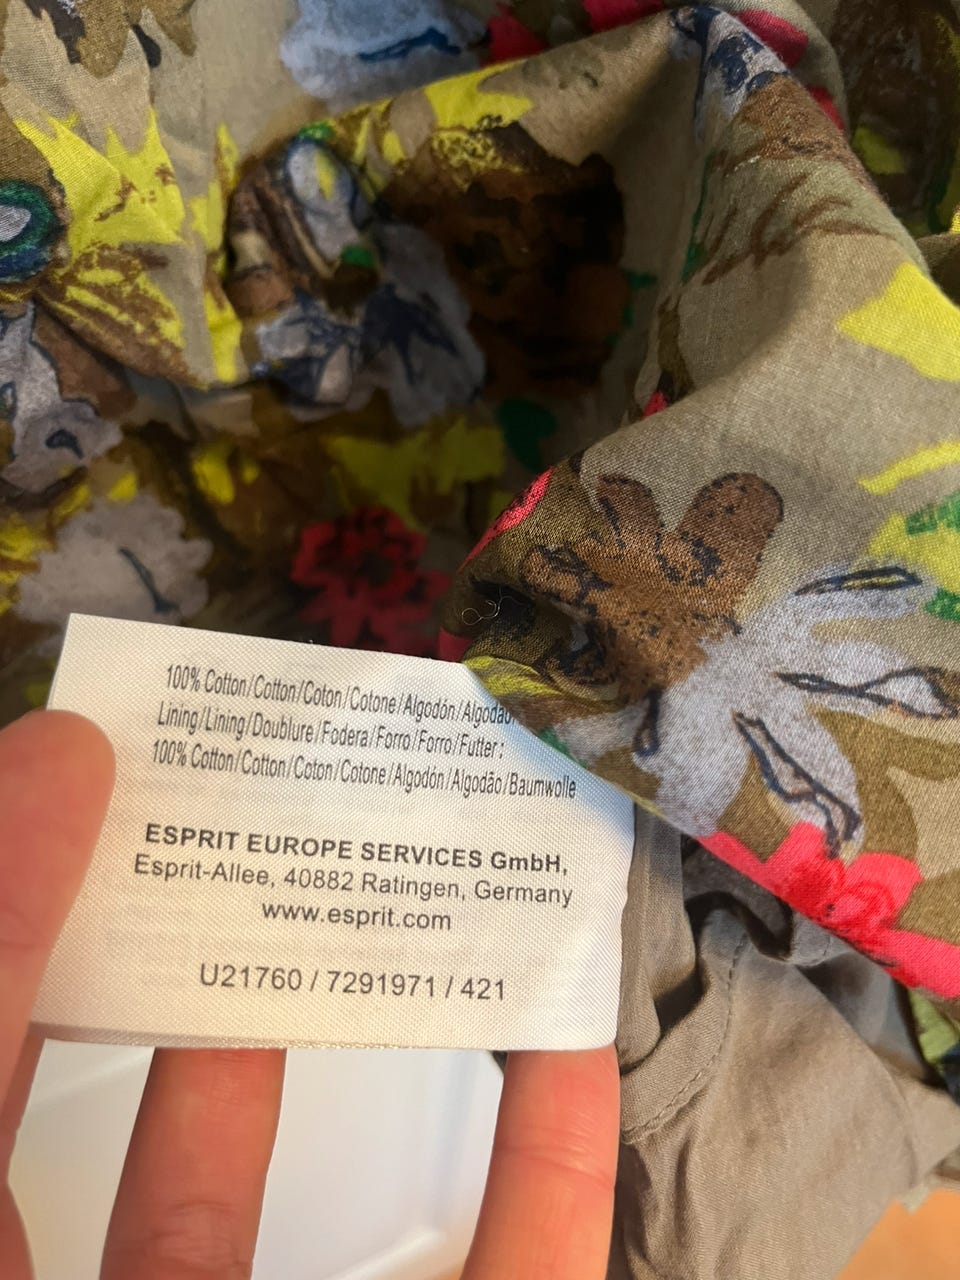 100% Cotton/Cotton/Coton/Cotone/Algodón/Algodão
Lining/Lining/Doublure/Fodera/Forro/Forro/Futter:
100% Cotton/Cotton/Coton/Cotone/Algodón/Algodão/Baumwolle
ESPRIT EUROPE SERVICES GmbH,
Esprit-Allee, 40882 Ratingen, Germany
www.esprit.com
U21760 / 7291971 / 421